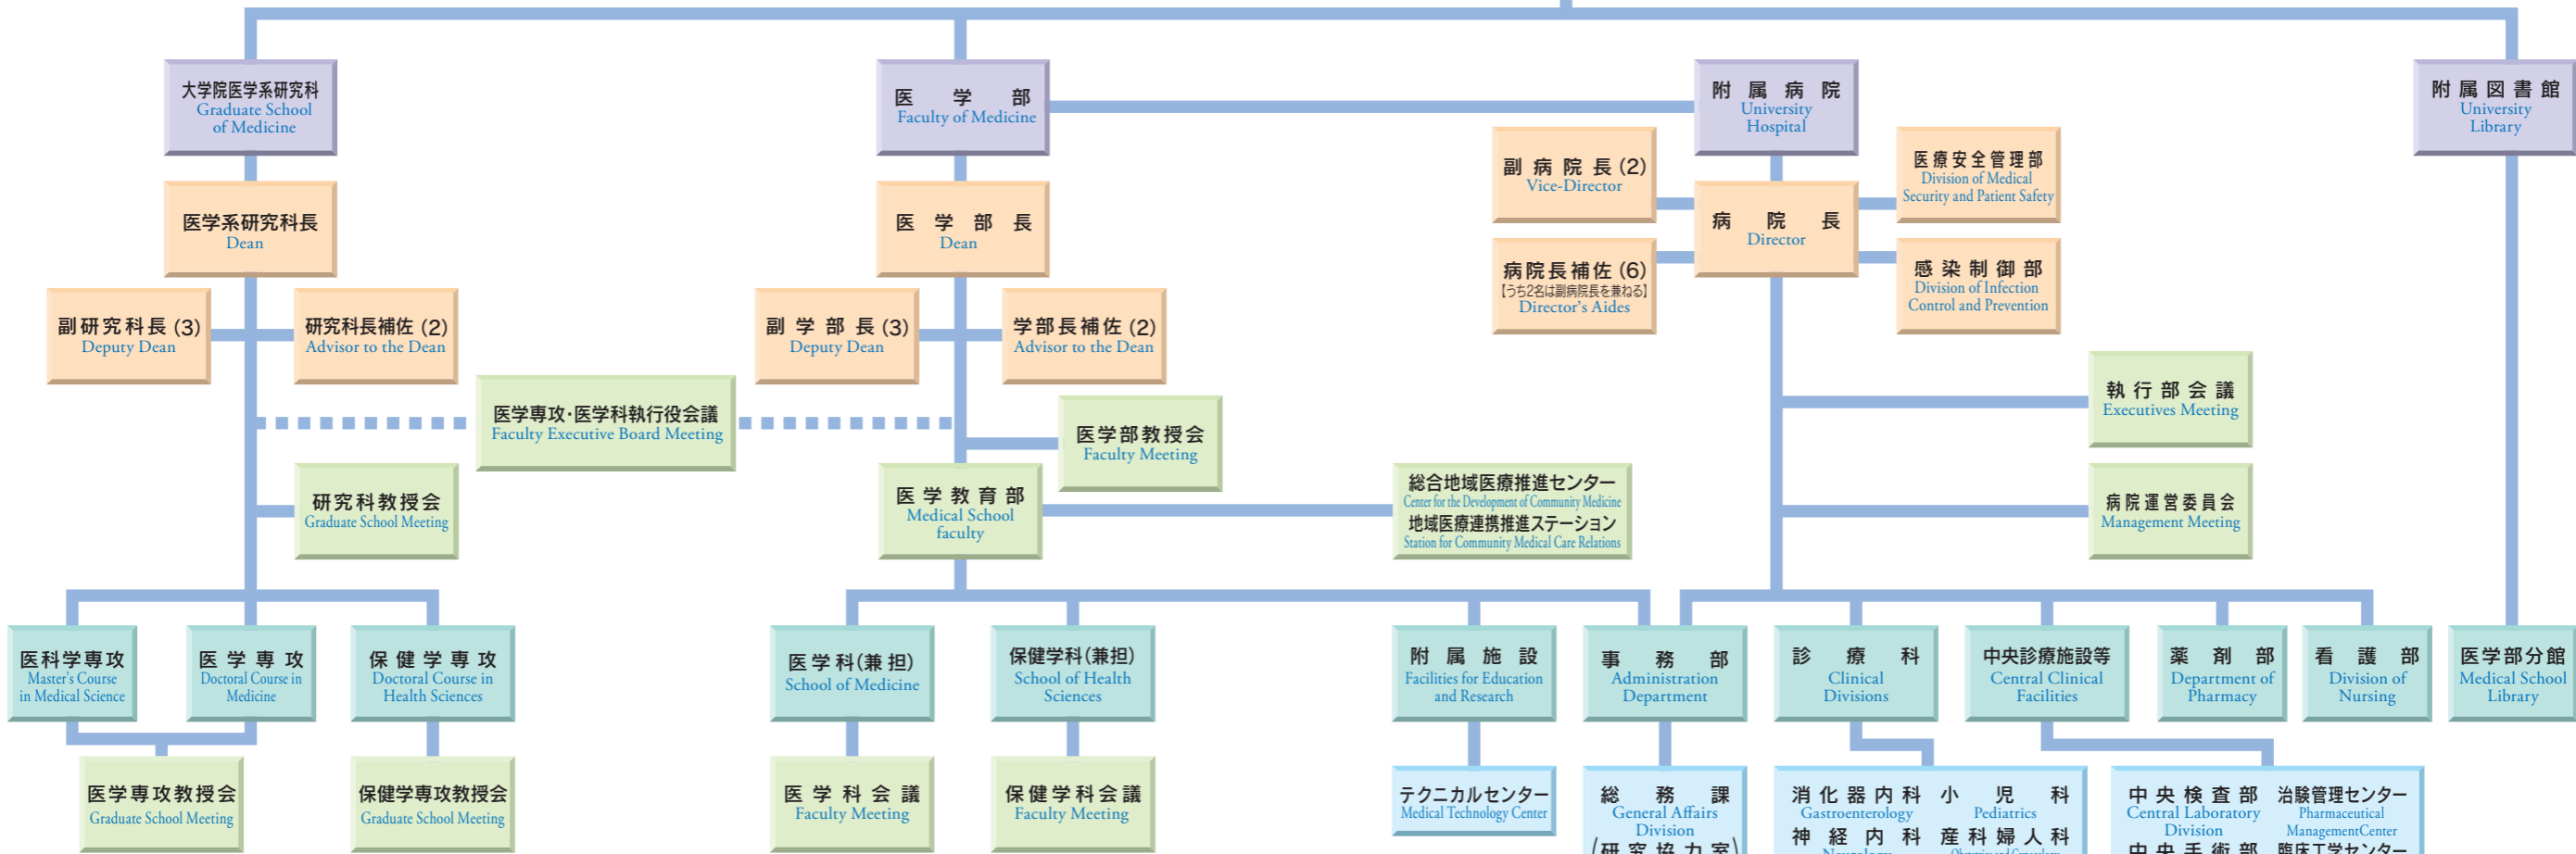 大学院医学系研究科
Graduate School
of Medicine
医学部
Faculty of Medicine
附属病院
University
Hospital
附属図書館
University
Library
医学系研究科長
Dean
医学部長
Dean
副病院長(2)
Vice-Director
病院長
Director
医療安全管理部
Division of Medical
Security and Patient Safety
病院長補佐(6)
【うち2名は副病院長を兼ねる】
Director's Aides
感染制御部
Division of Infection
Control and Prevention
副研究科長(3)
Deputy Dean
研究科長補佐(2)
Advisor to the Dean
副学部長(3)
Deputy Dean
学部長補佐(2)
Advisor to the Dean
医学専攻・医学科執行役会議
Faculty Executive Board Meeting
医学部教授会
Faculty Meeting
執行部会議
Executives Meeting
研究科教授会
Graduate School Meeting
医学教育部
Medical School
faculty
総合地域医療推進センター
Center for the Development of Community Medicine
地域医療連携推進ステーション
Station for Community Medical Care Relations
病院運営委員会
Management Meeting
医科学専攻
Master's Course
in Medical Science
医学専攻
Doctoral Course in
Medicine
保健学専攻
Doctoral Course in
Health Sciences
医学科(兼担)
School of Medicine
保健学科(兼担)
School of Health
Sciences
附属施設
Facilities for Education
and Research
事務部
Administration
Department
診療科
Clinical
Divisions
中央診療施設等
Central Clinical
Facilities
薬剤部
Department of
Pharmacy
看護部
Division of
Nursing
医学部分館
Medical School
Library
医学専攻教授会
Graduate School Meeting
保健学専攻教授会
Graduate School Meeting
医学科会議
Faculty Meeting
保健学科会議
Faculty Meeting
テクニカルセンター
Medical Technology Center
総務課
General Affairs
Division
(研究協力室)
消化器内科
Gastroenterology
小児科
Pediatrics
神経内科
Neurology
産科婦人科
中央検査部
Central Laboratory
Division
治験管理センター
Pharmaceutical
ManagementCenter
中央手術部
臨床工学センター